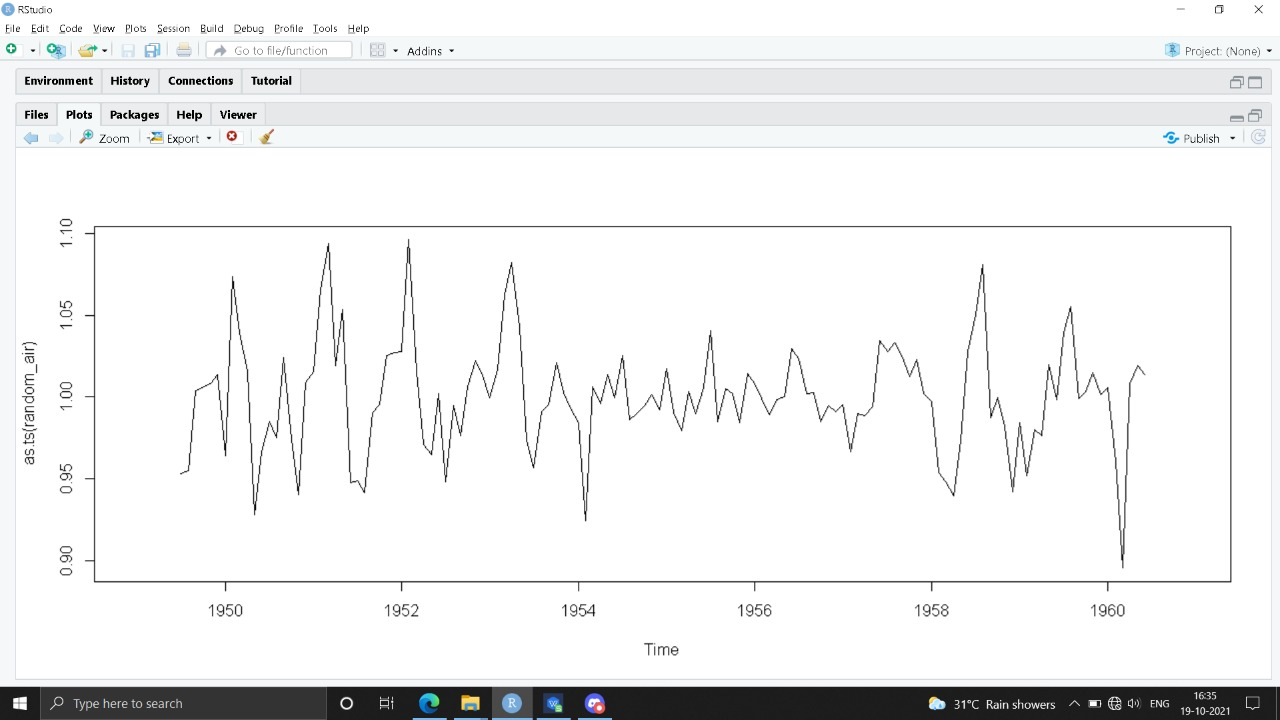 RStudio
File Edit Code View Plots Session Build Debug Profile Tools Help
Go to file/function Addins Project: (None)
Environment History Connections Tutorial
Files Plots Packages Help Viewer
Zoom Export Publish
1.10
1.05
1.00
0.95
0.90
as.ts(random_air)
1950 1952 1954 1956 1958 1960
Time
Type here to search 31°C Rain showers ENG 16:35
19-10-2021